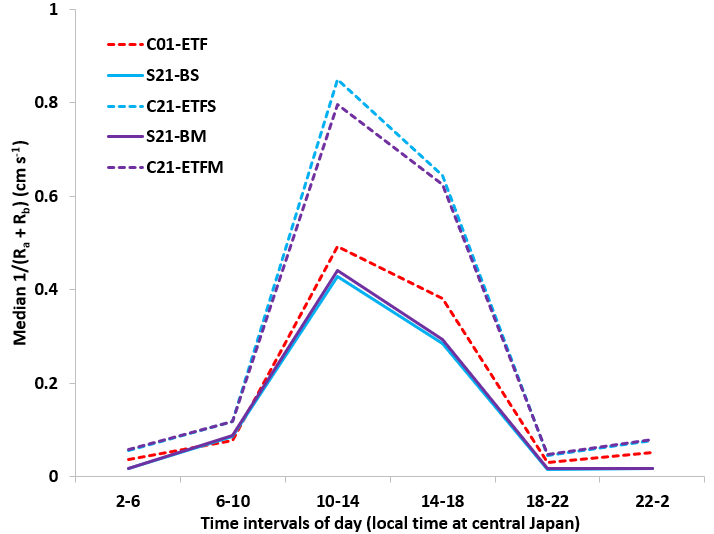 1
0.8
0.6
0.4
0.2
0
Median 1/(Ra + Rb) (cm s-1)
C01-ETF
S21-BS
C21-ETFS
S21-BM
C21-ETFM
2-6 6-10 10-14 14-18 18-22 22-2
Time intervals of day (local time at central Japan)